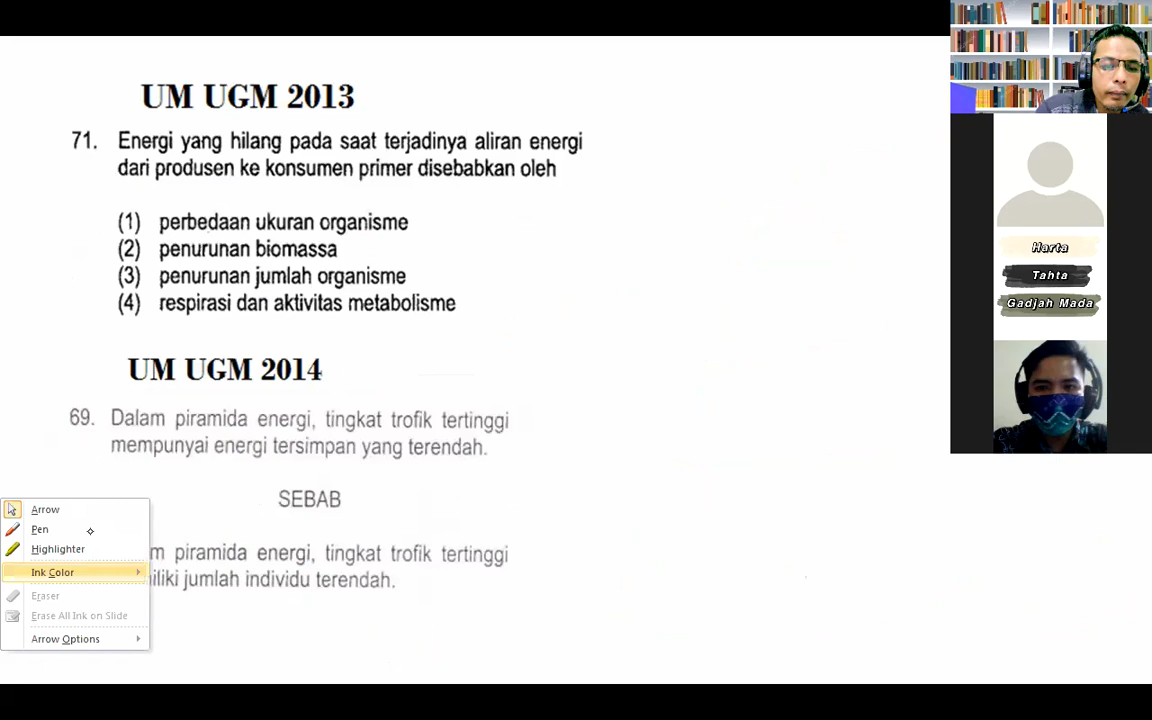 UM UGM 2013
71. Energi yang hilang pada saat terjadinya aliran energi
dari produsen ke konsumen primer disebabkan oleh
(1) perbedaan ukuran organisme
(2) penurunan biomassa
(3) penurunan jumlah organisme
(4) respirasi dan aktivitas metabolisme
UM UGM 2014
69. Dalam piramida energi, tingkat trofik tertinggi
mempunyai energi tersimpan yang terendah.
SEBAB
m piramida energi, tingkat trofik tertinggi
iliki jumlah individu terendah.
Arrow
Pen
Highlighter
Ink Color
Eraser
Erase All Ink on Slide
Arrow Options
Harta
Tahta
Gadjah Mada